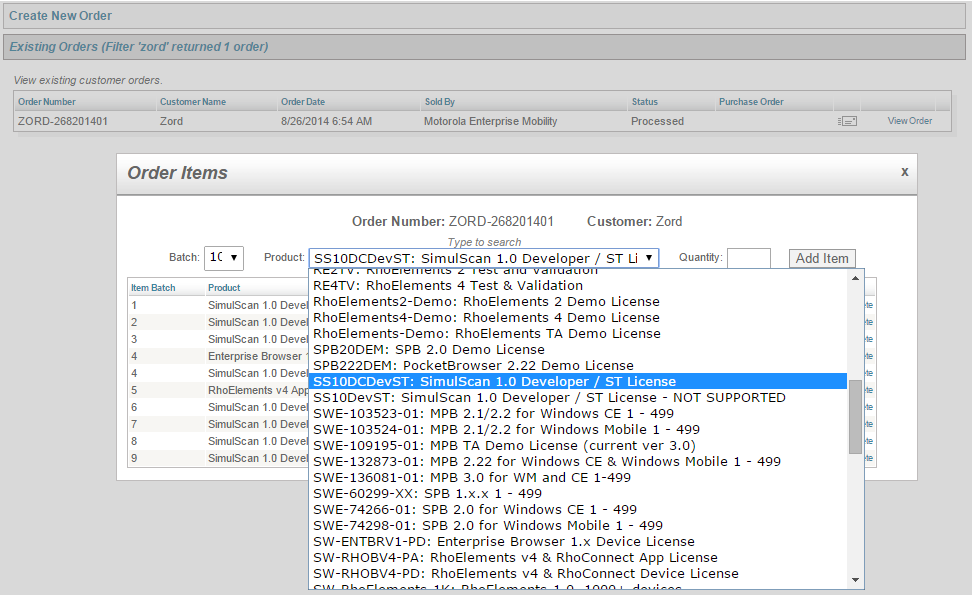 Create New Order
Existing Orders (Filter 'zord' returned 1 order)
View existing customer orders.
Order Number Customer Name Order Date Sold By Status Purchase Order
ZORD-268201401 Zord 8/26/2014 6:54 AM Motorola Enterprise Mobility Processed View Order
Order Items x
Order Number: ZORD-268201401 Customer: Zord
Type to search
Batch: 10 Product: SS10DCDevST: SimulScan 1.0 Developer / ST Li Quantity: Add Item
Item Batch Product
1 SimulScan 1.0 Devel
2 SimulScan 1.0 Devel
3 SimulScan 1.0 Devel
4 Enterprise Browser
4 SimulScan 1.0 Devel
5 RhoElements v4 App
6 SimulScan 1.0 Devel
7 SimulScan 1.0 Devel
8 SimulScan 1.0 Devel
9 SimulScan 1.0 Devel
RE2TV: RhoElements 2 Test and Validation
RE4TV: RhoElements 4 Test & Validation
RhoElements2-Demo: RhoElements 2 Demo License
RhoElements4-Demo: Rhoelements 4 Demo License
RhoElements-Demo: RhoElements TA Demo License
SPB20DEM: SPB 2.0 Demo License
SPB222DEM: PocketBrowser 2.22 Demo License
SS10DCDevST: SimulScan 1.0 Developer / ST License
SS10DevST: SimulScan 1.0 Developer / ST License - NOT SUPPORTED
SWE-103523-01: MPB 2.1/2.2 for Windows CE 1 - 499
SWE-103524-01: MPB 2.1/2.2 for Windows Mobile 1 - 499
SWE-109195-01: MPB TA Demo License (current ver 3.0)
SWE-132873-01: MPB 2.22 for Windows CE & Windows Mobile 1 - 499
SWE-136081-01: MPB 3.0 for WM and CE 1-499
SWE-60299-XX: SPB 1.x.x 1 - 499
SWE-74266-01: SPB 2.0 for Windows CE 1 - 499
SWE-74298-01: SPB 2.0 for Windows Mobile 1 - 499
SW-ENTBRV1-PD: Enterprise Browser 1.x Device License
SW-RHOBV4-PA: RhoElements v4 & RhoConnect App License
SW-RHOBV4-PD: RhoElements v4 & RhoConnect Device License
SW-RhoElements-1K: RhoElements 1.0, 1000+ devices